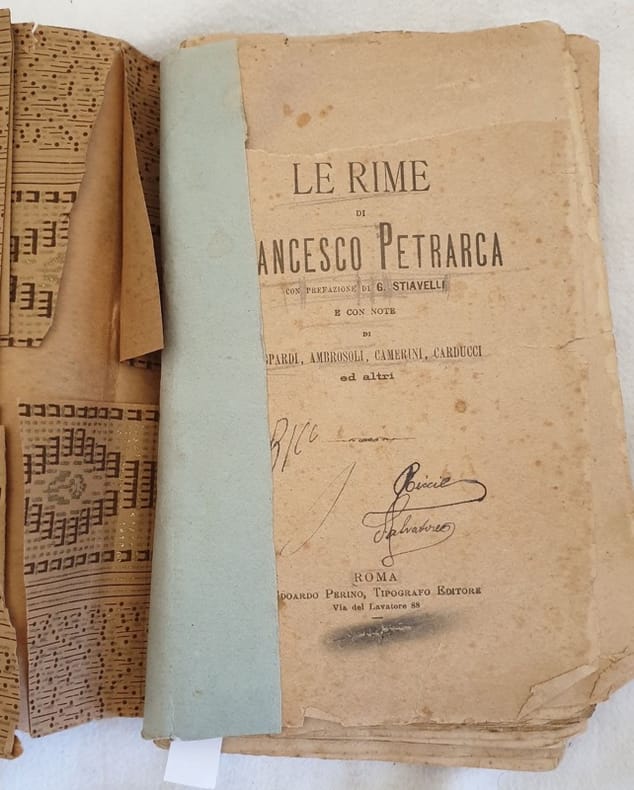 LE RIME
DI
ANCESCO PETRARCA
CON PREFAZIONE DI G. STIAVELLI
E CON NOTE
DI
PARDI, AMBROSOLI, CAMERINI, CARDUCCI
ed altri
Salvatore
ROMA
DOARDO PERINO, TIPOGRAFO EDITORE
Via del Lavatore 88